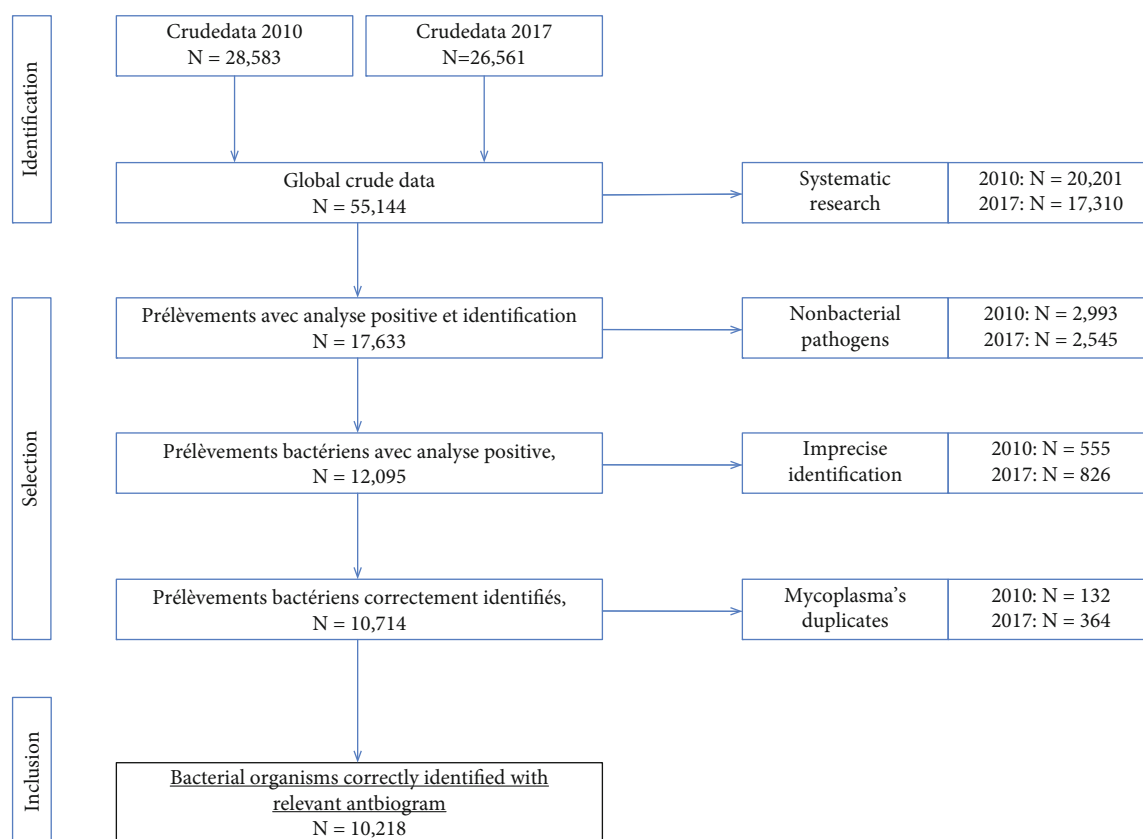 Identification
Crudedata 2010
N = 28,583
Crudedata 2017
N=26,561
Global crude data
N = 55,144
Systematic
research
2010: N = 20,201
2017: N = 17,310
Selection
Prélèvements avec analyse positive et identification
N = 17,633
Nonbacterial
pathogens
2010: N = 2,993
2017: N = 2,545
Prélèvements bactériens avec analyse positive,
N = 12,095
Imprecise
identification
2010: N = 555
2017: N = 826
Prélèvements bactériens correctement identifiés,
N = 10,714
Mycoplasma’s
duplicates
2010: N = 132
2017: N = 364
Inclusion
Bacterial organisms correctly identified with
relevant antbiogram
N = 10,218